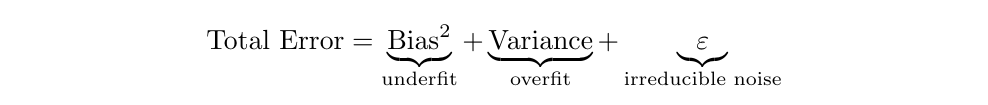 Total Error = Bias² + Variance + ε
underfit overfit irreducible noise